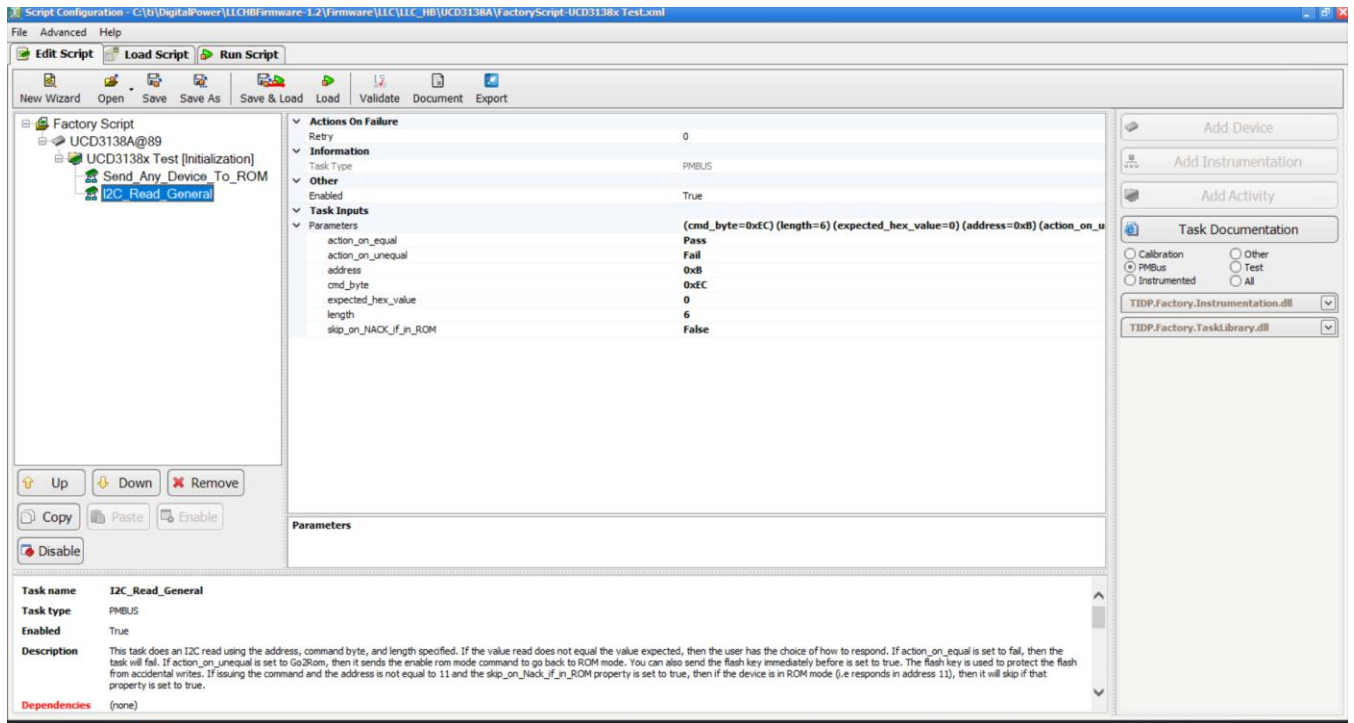 Script Configuration - C:\ti\DigitalPower\LLCHBFirmware-1.2\Firmware\LLC\LLC_HB\UCD3138A\FactoryScript-UCD3138x Test.xml
File Advanced Help
Edit Script Load Script Run Script
New Wizard Open Save Save As Save & Load Load Validate Document Export
Factory Script
UCD3138A@89
UCD3138x Test [Initialization]
Send_Any_Device_To_ROM
I2C_Read_General
Actions On Failure
Retry 0
Information
Task Type PMBUS
Other
Enabled True
Task Inputs
Parameters (cmd_byte=0xEC) (length=6) (expected_hex_value=0) (address=0xB) (action_on_u
action_on_equal Pass
action_on_unequal Fail
address 0xB
cmd_byte 0xEC
expected_hex_value 0
length 6
skip_on_NACK_if_in_ROM False
Add Device
Add Instrumentation
Add Activity
Task Documentation
Calibration Other
PMBus Test
Instrumented All
TIDP.Factory.Instrumentation.dll
TIDP.Factory.TaskLibrary.dll
Up Down Remove
Copy Paste Enable
Disable
Parameters
Task name I2C_Read_General
Task type PMBUS
Enabled True
Description This task does an I2C read using the address, command byte, and length specified. If the value read does not equal the value expected, then the user has the choice of how to respond. If action_on_equal is set to fail, then the
task will fail. If action_on_unequal is set to Go2Rom, then it sends the enable rom mode command to go back to ROM mode. You can also send the flash key immediately before is set to true. The flash key is used to protect the flash
from accidental writes. If issuing the command and the address is not equal to 11 and the skip_on_Nack_if_in_ROM property is set to true, then if the device is in ROM mode (i.e responds in address 11), then it will skip if that
property is set to true.
Dependencies (none)